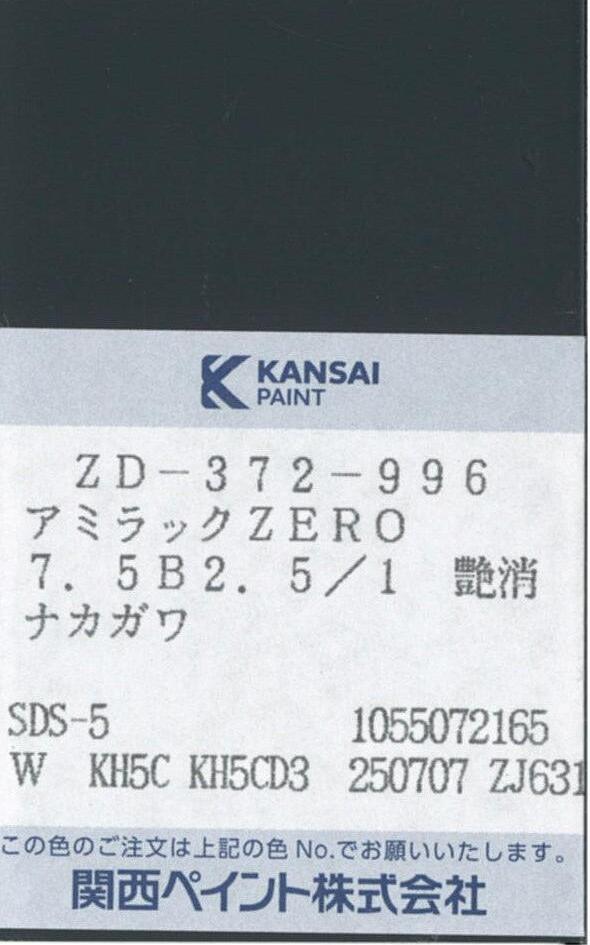 KANSAI
PAINT
ZD-372-996
アミラックZERO
7.5B2.5/1 艶消
ナカガワ
SDS-5 1055072165
W KH5C KH5CD3 250707 ZJ631
この色のご注文は上記の色No.でお願いいたします。
関西ペイント株式会社